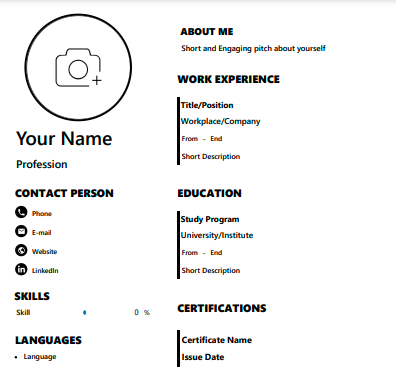 Your Name
Profession
CONTACT PERSON
Phone
E-mail
Website
LinkedIn
SKILLS
Skill 0 %
LANGUAGES
• Language
ABOUT ME
Short and Engaging pitch about yourself
WORK EXPERIENCE
Title/Position
Workplace/Company
From – End
Short Description
EDUCATION
Study Program
University/Institute
From – End
Short Description
CERTIFICATIONS
Certificate Name
Issue Date